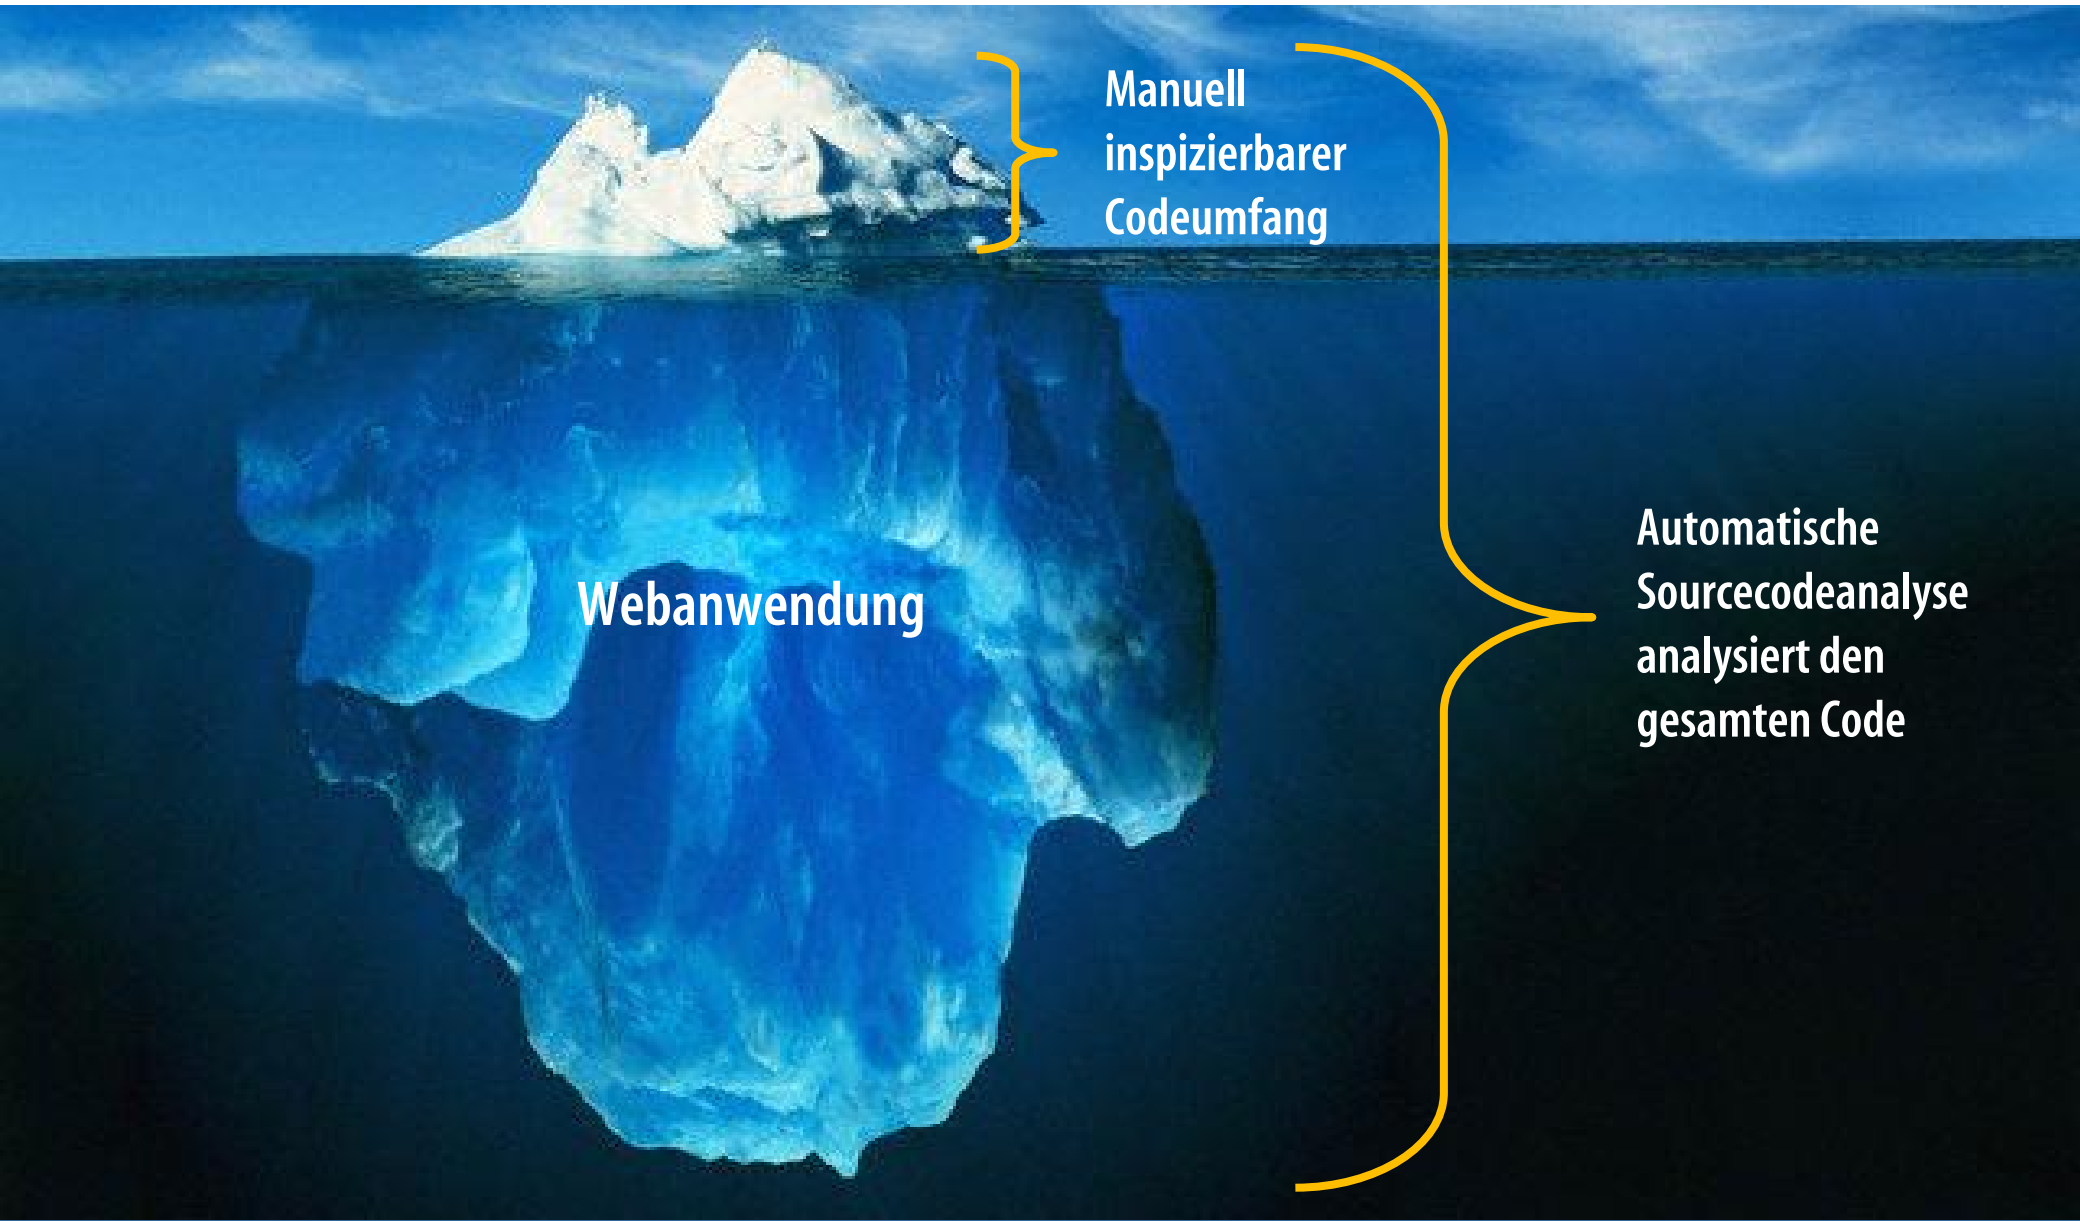 Manuell
inspizierbarer
Codeumfang
Webanwendung
Automatische
Sourcecodeanalyse
analysiert den
gesamten Code